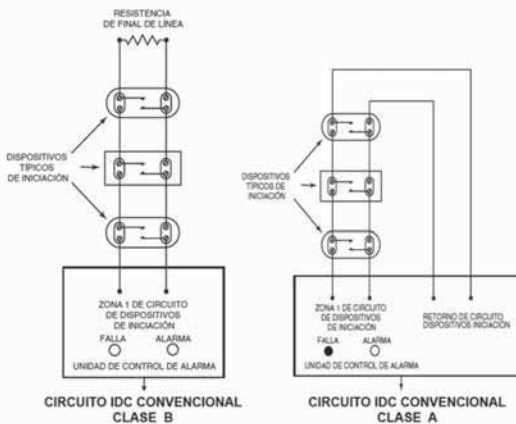 RESISTENCIA
DE FINAL DE LÍNEA
DISPOSITIVOS
TÍPICOS
DE INICIACIÓN
ZONA 1 DE CIRCUITO
DE DISPOSITIVOS
DE INICIACIÓN
FALLA
ALARMA
UNIDAD DE CONTROL DE ALARMA
CIRCUITO IDC CONVENCIONAL
CLASE B
DISPOSITIVOS
TÍPICOS DE
INICIACIÓN
ZONA 1 DE CIRCUITO
DE DISPOSITIVOS
DE INICIACIÓN
RETORNO DE CIRCUITO
DISPOSITIVOS INICIACIÓN
FALLA
ALARMA
UNIDAD DE CONTROL DE ALARMA
CIRCUITO IDC CONVENCIONAL
CLASE A